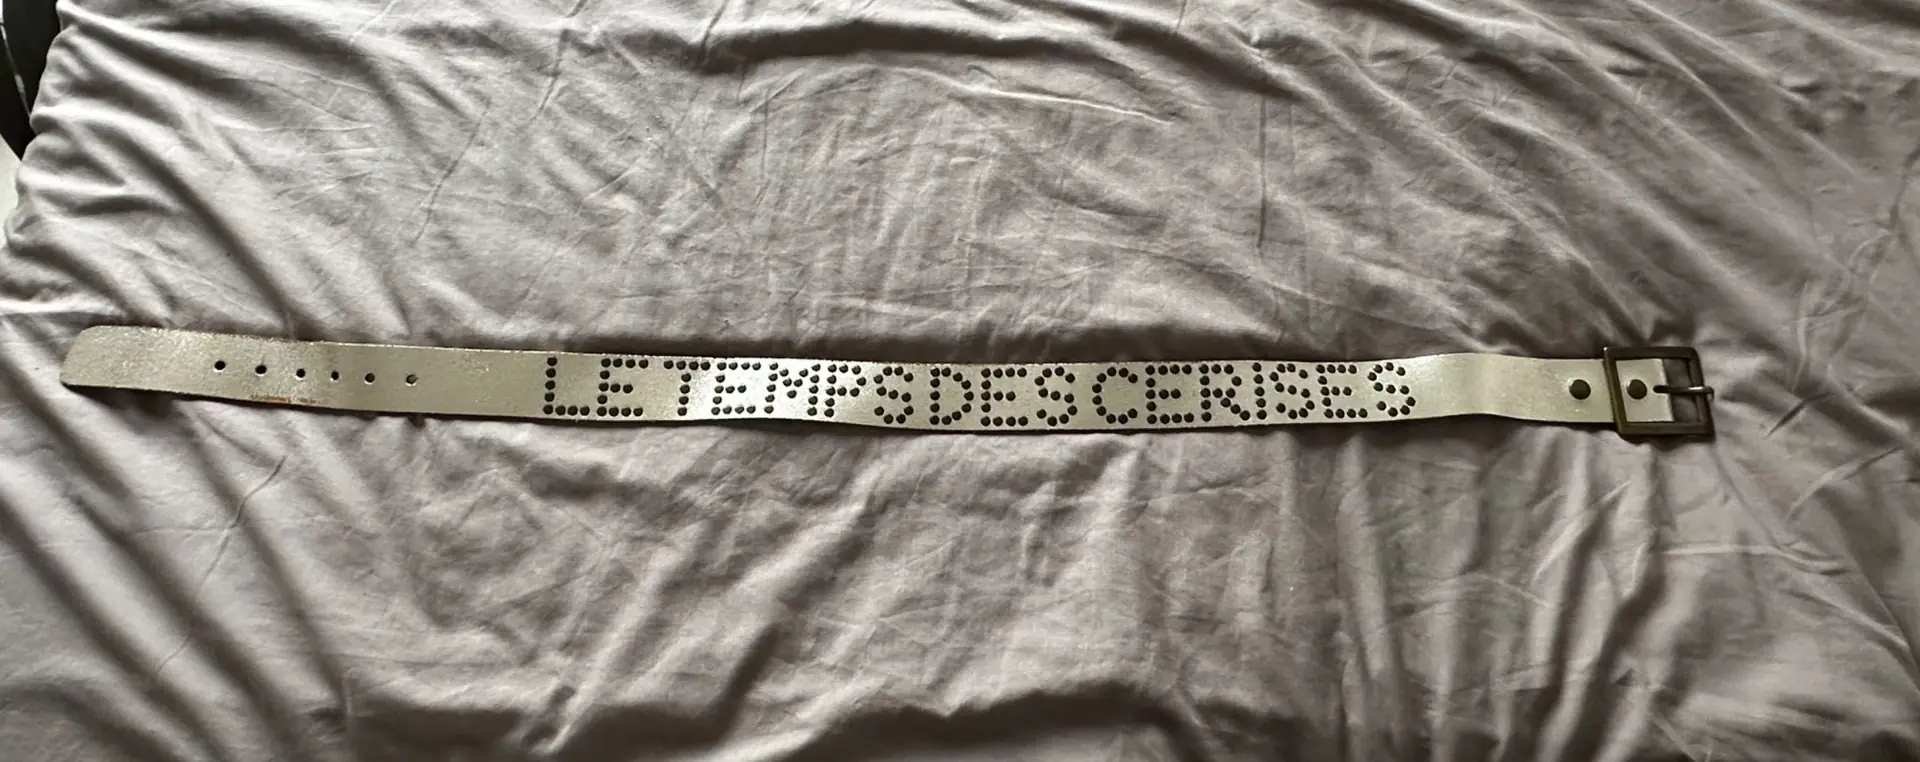 LE TEMPS DES CERISES